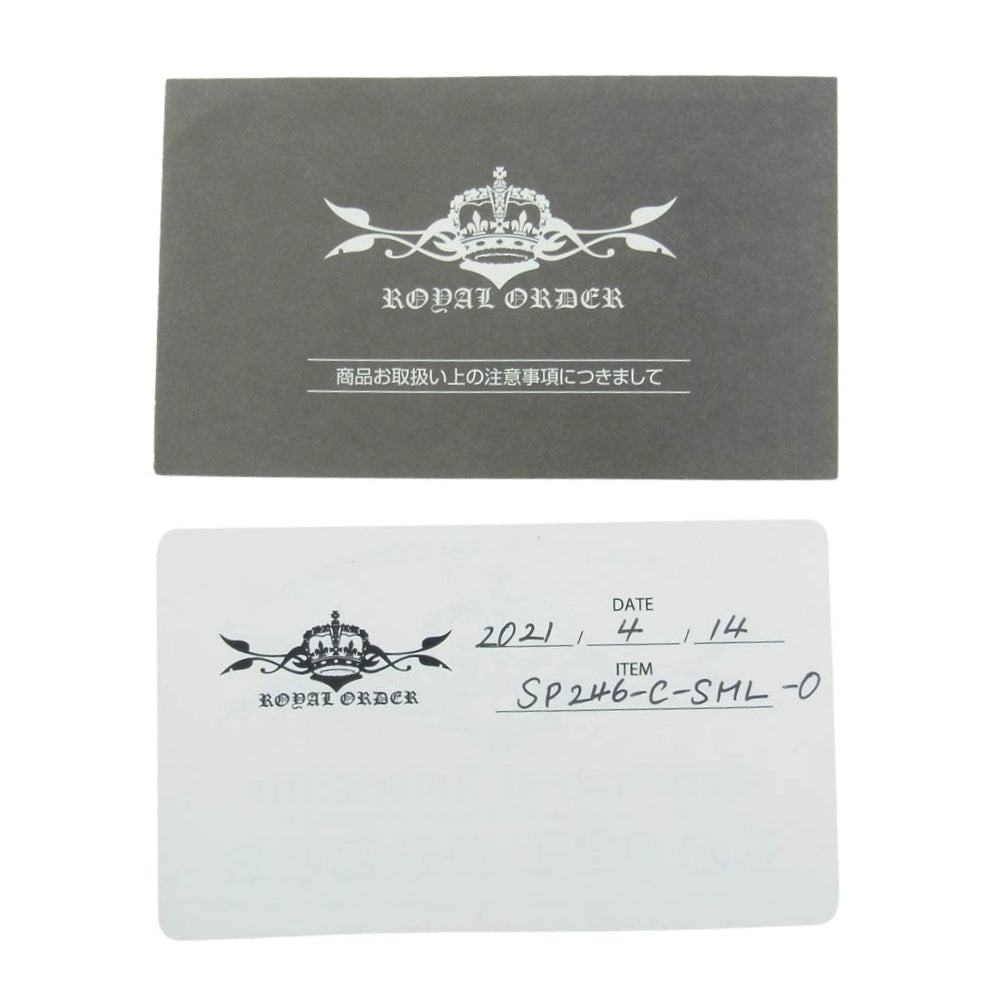 ROYAL ORDER
商品お取扱い上の注意事項につきまして
DATE
2021 , 4 , 14
ROYAL ORDER
ITEM
SP246-C-SML-O